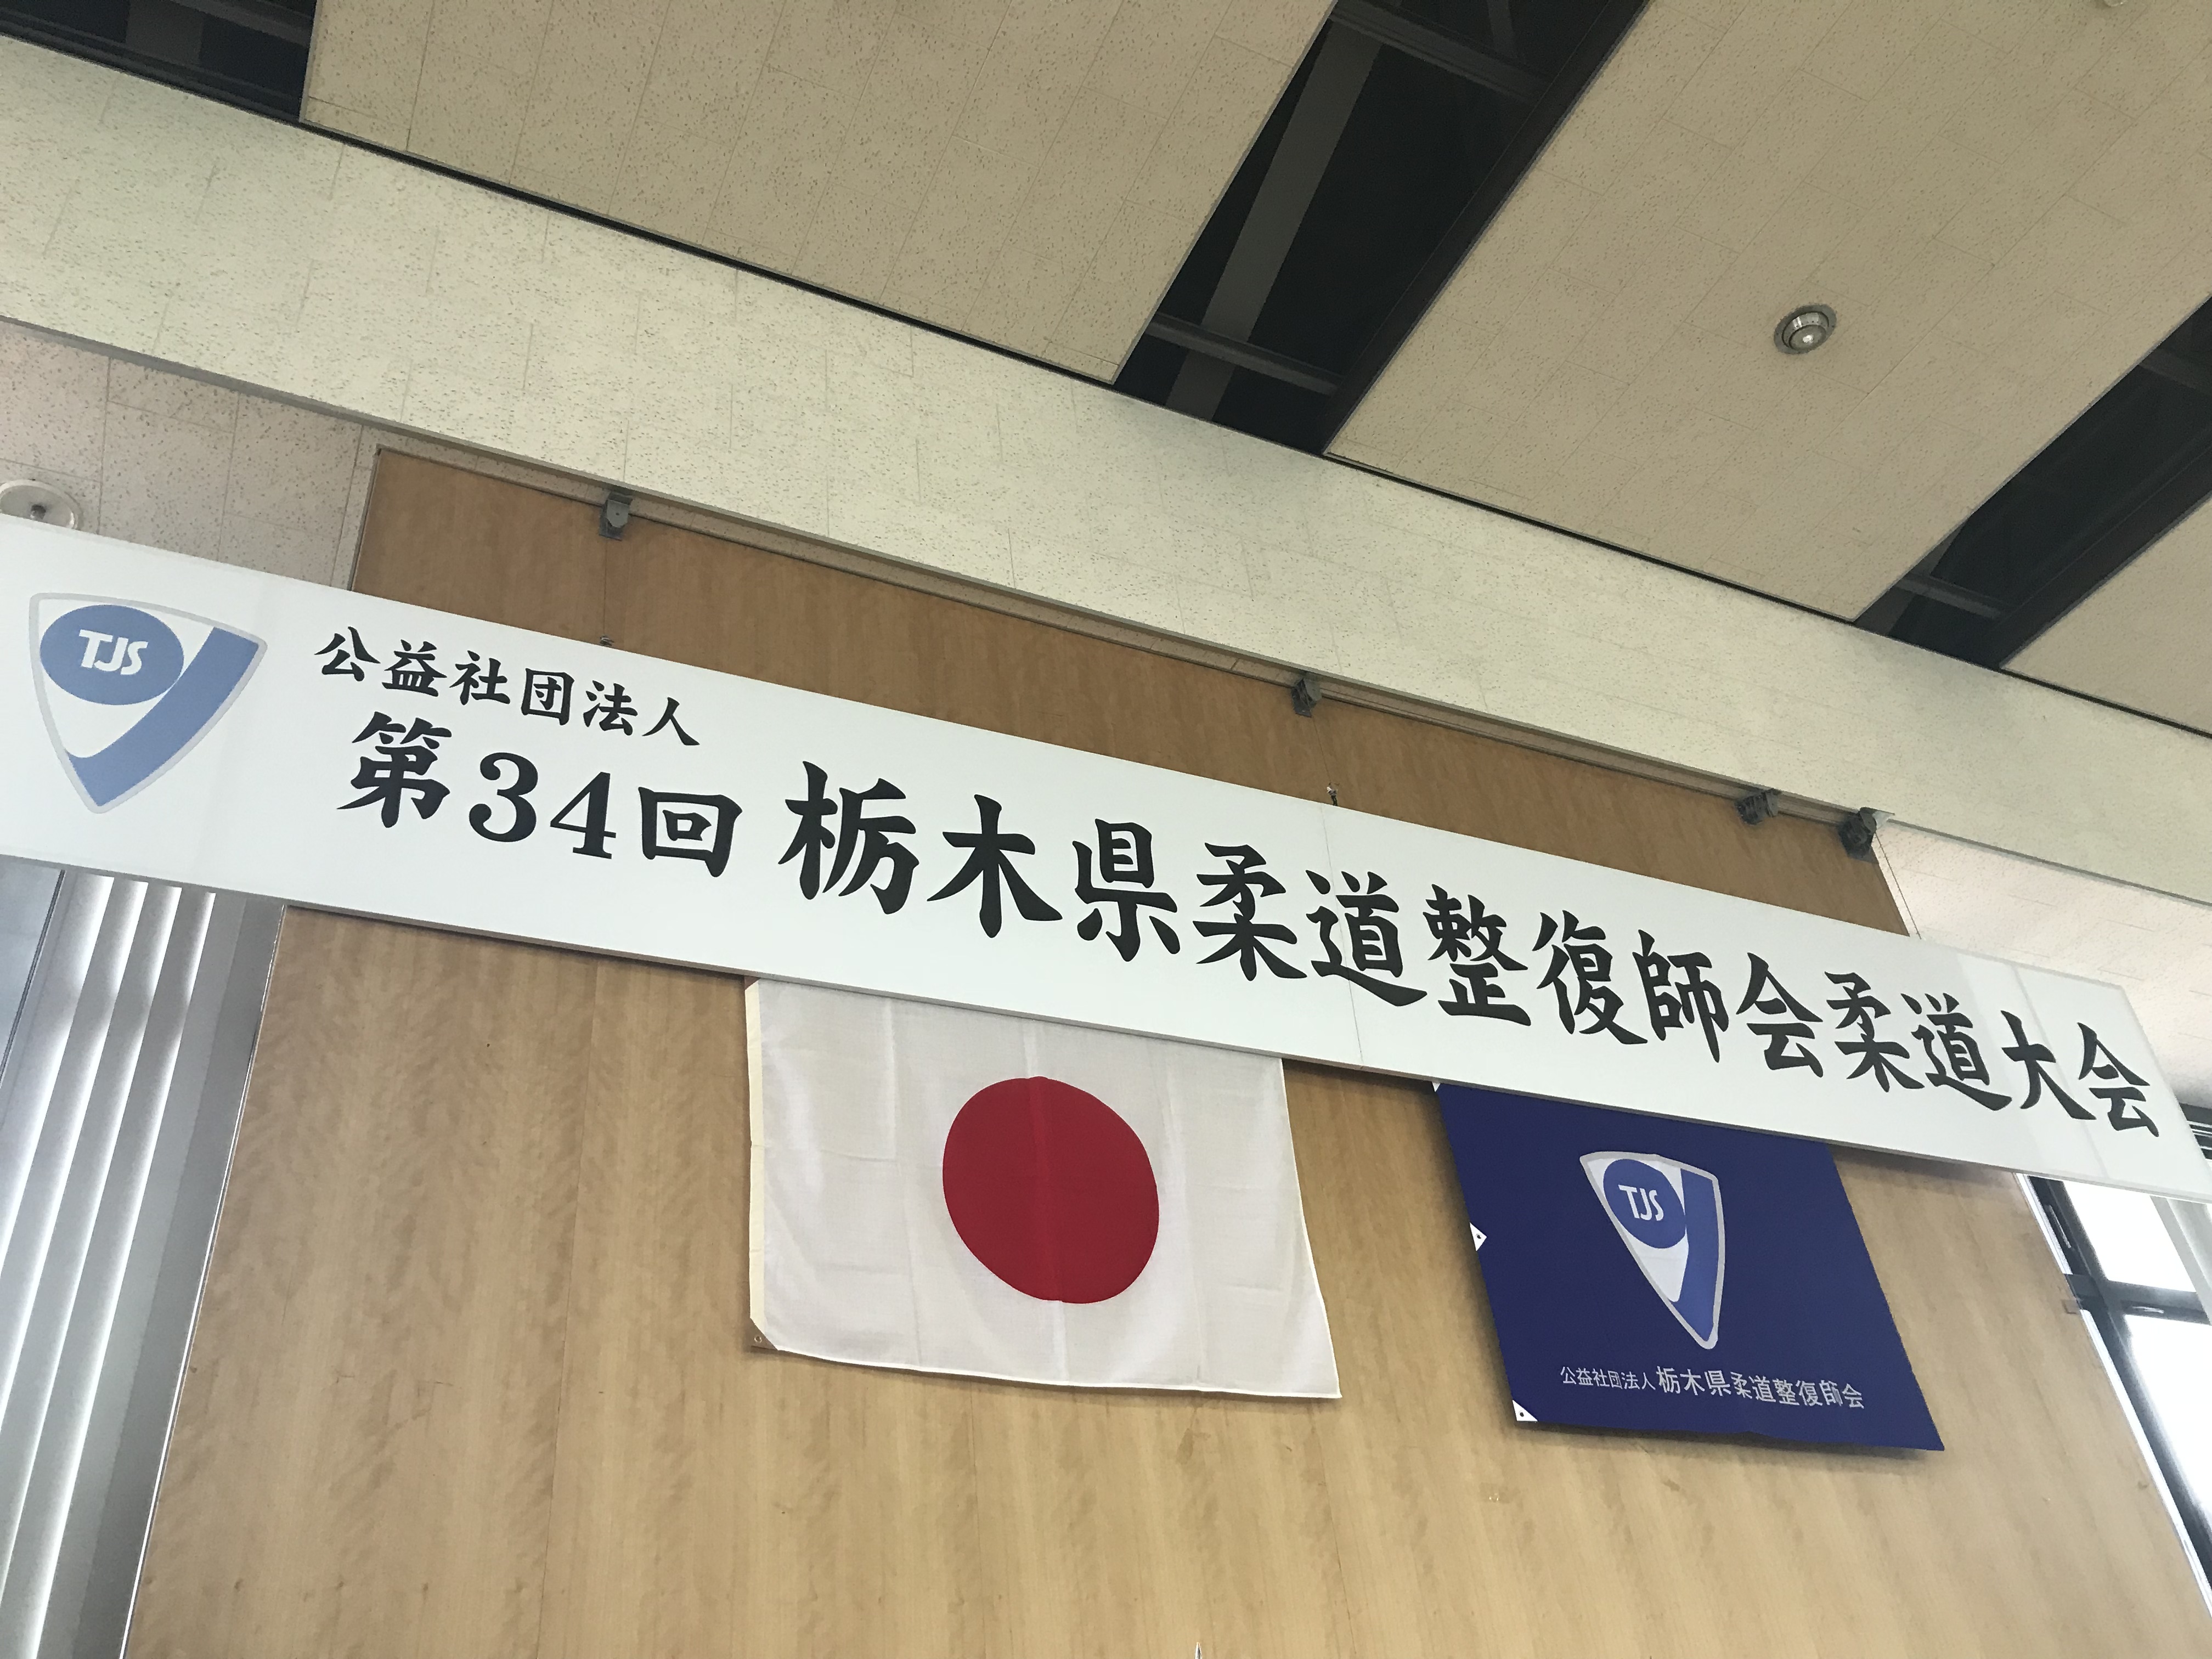 TJS
公益社団法人
第34回 栃木県柔道整復師会柔道大会
TJS
公益社団法人 栃木県柔道整復師会